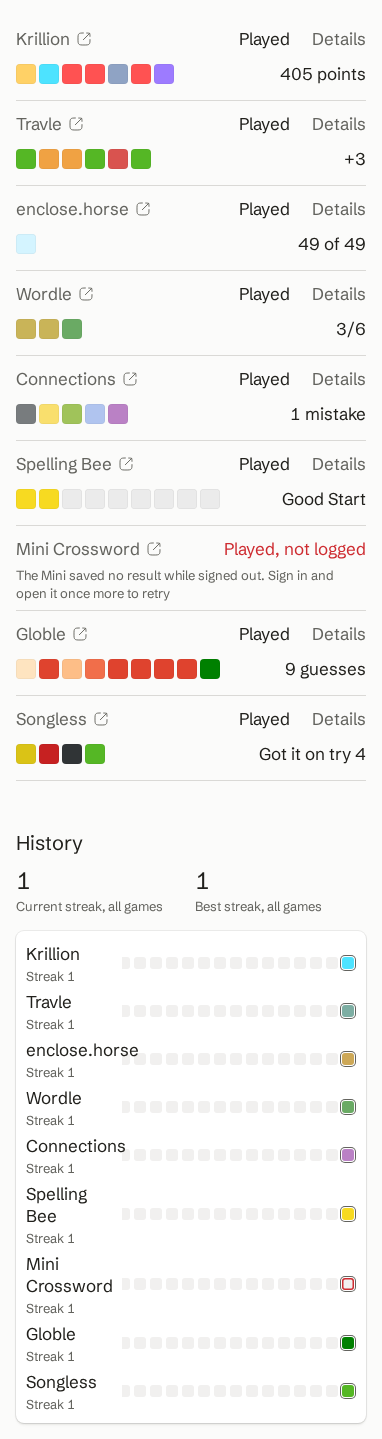 Krillion Played Details
405 points
Travle Played Details
+3
enclose.horse Played Details
49 of 49
Wordle Played Details
3/6
Connections Played Details
1 mistake
Spelling Bee Played Details
Good Start
Mini Crossword Played, not logged
The Mini saved no result while signed out. Sign in and
open it once more to retry
Globle Played Details
9 guesses
Songless Played Details
Got it on try 4
History
1 1
Current streak, all games Best streak, all games
Krillion
Streak 1
Travle
Streak 1
enclose.horse
Streak 1
Wordle
Streak 1
Connections
Streak 1
Spelling
Bee
Streak 1
Mini
Crossword
Streak 1
Globle
Streak 1
Songless
Streak 1